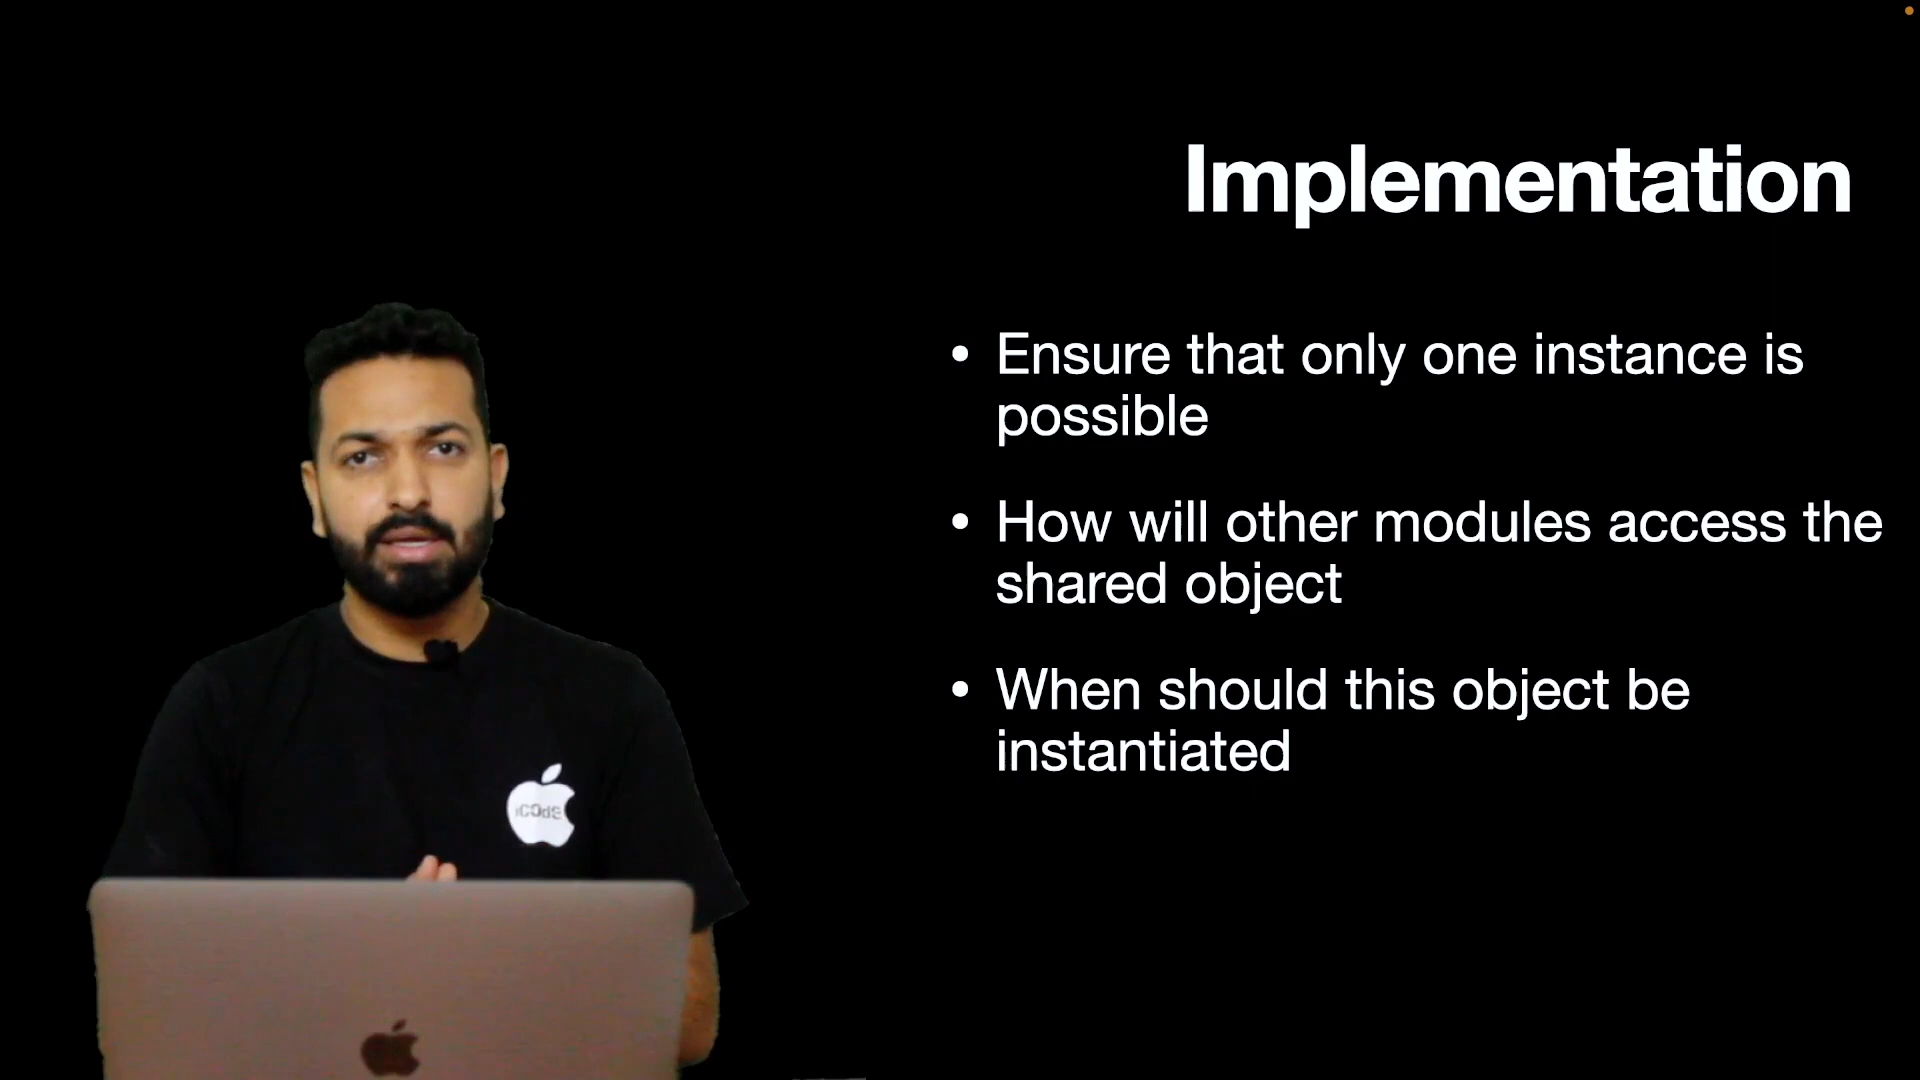 Implementation
• Ensure that only one instance is
possible
• How will other modules access the
shared object
• When should this object be
instantiated
iCOdE